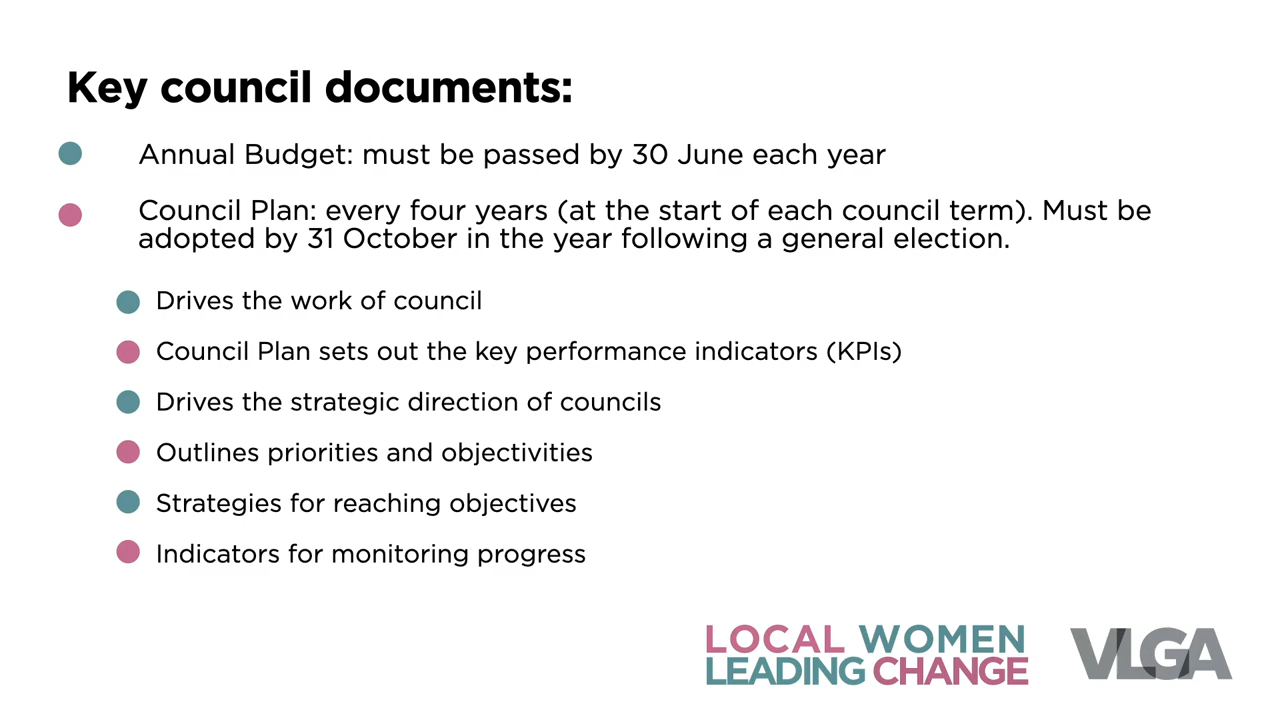 Key council documents:
Annual Budget: must be passed by 30 June each year
Council Plan: every four years (at the start of each council term). Must be
adopted by 31 October in the year following a general election.
Drives the work of council
Council Plan sets out the key performance indicators (KPIs)
Drives the strategic direction of councils
Outlines priorities and objectivities
Strategies for reaching objectives
Indicators for monitoring progress
LOCAL WOMEN
LEADING CHANGE
VLGA